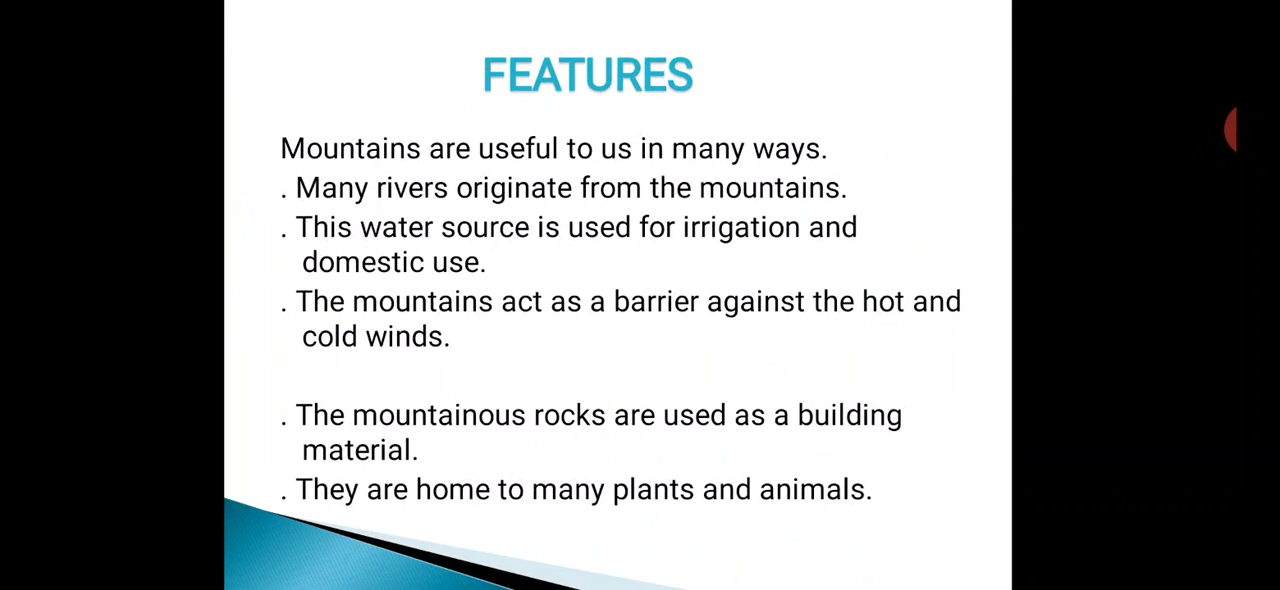 FEATURES
Mountains are useful to us in many ways.
. Many rivers originate from the mountains.
. This water source is used for irrigation and
domestic use.
. The mountains act as a barrier against the hot and
cold winds.
. The mountainous rocks are used as a building
material.
. They are home to many plants and animals.